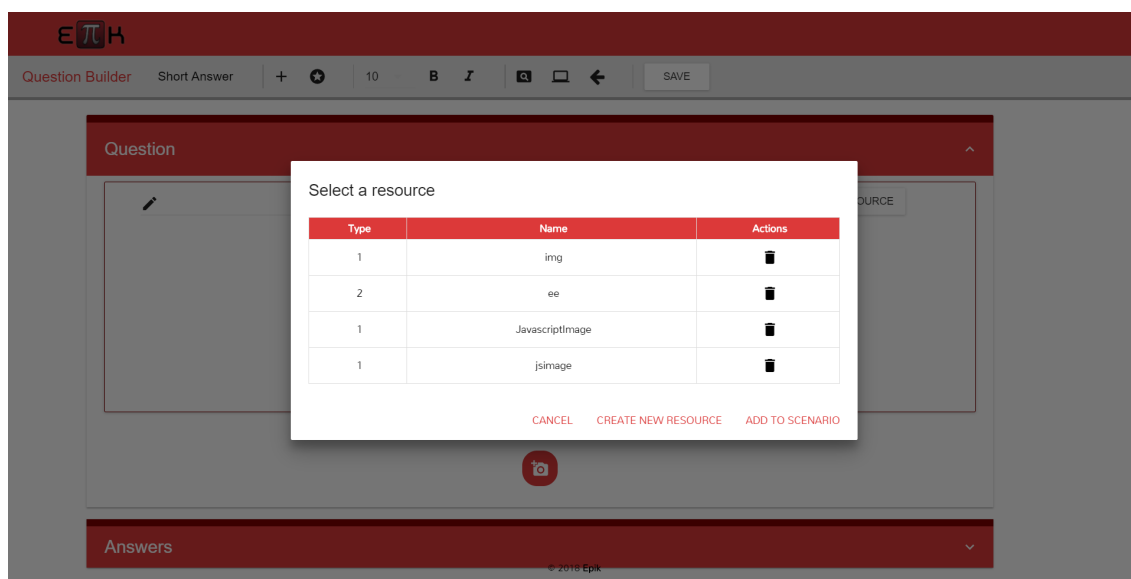 EπK
Question Builder Short Answer 10 B I SAVE
Question
OURCE
Select a resource
Type Name Actions
1 img
2 ee
1 JavascriptImage
1 jsimage
CANCEL CREATE NEW RESOURCE ADD TO SCENARIO
Answers
© 2018 Epik